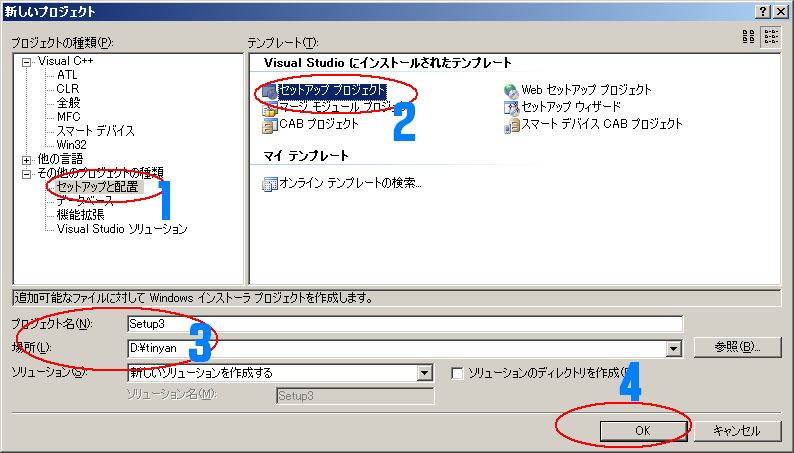 新しいプロジェクト
プロジェクトの種類(P):
Visual C++
ATL
CLR
全般
MFC
スマート デバイス
Win32
他の言語
その他のプロジェクトの種類
セットアップと配置
1
データベース
機能拡張
Visual Studio ソリューション
テンプレート(T):
Visual Studio にインストールされたテンプレート
セットアップ プロジェクト
マージ モジュール プロジェ
CAB プロジェクト
2
Web セットアップ プロジェクト
セットアップ ウィザード
スマート デバイス CAB プロジェクト
マイ テンプレート
オンライン テンプレートの検索...
追加可能なファイルに対して Windows インストーラ プロジェクトを作成します。
プロジェクト名(N): Setup3
3
場所(L): D:¥tinyan 参照(B)...
ソリューション(S): 新しいソリューションを作成する ソリューションのディレクトリを作成(
4
ソリューション名(M): Setup3
OK キャンセル